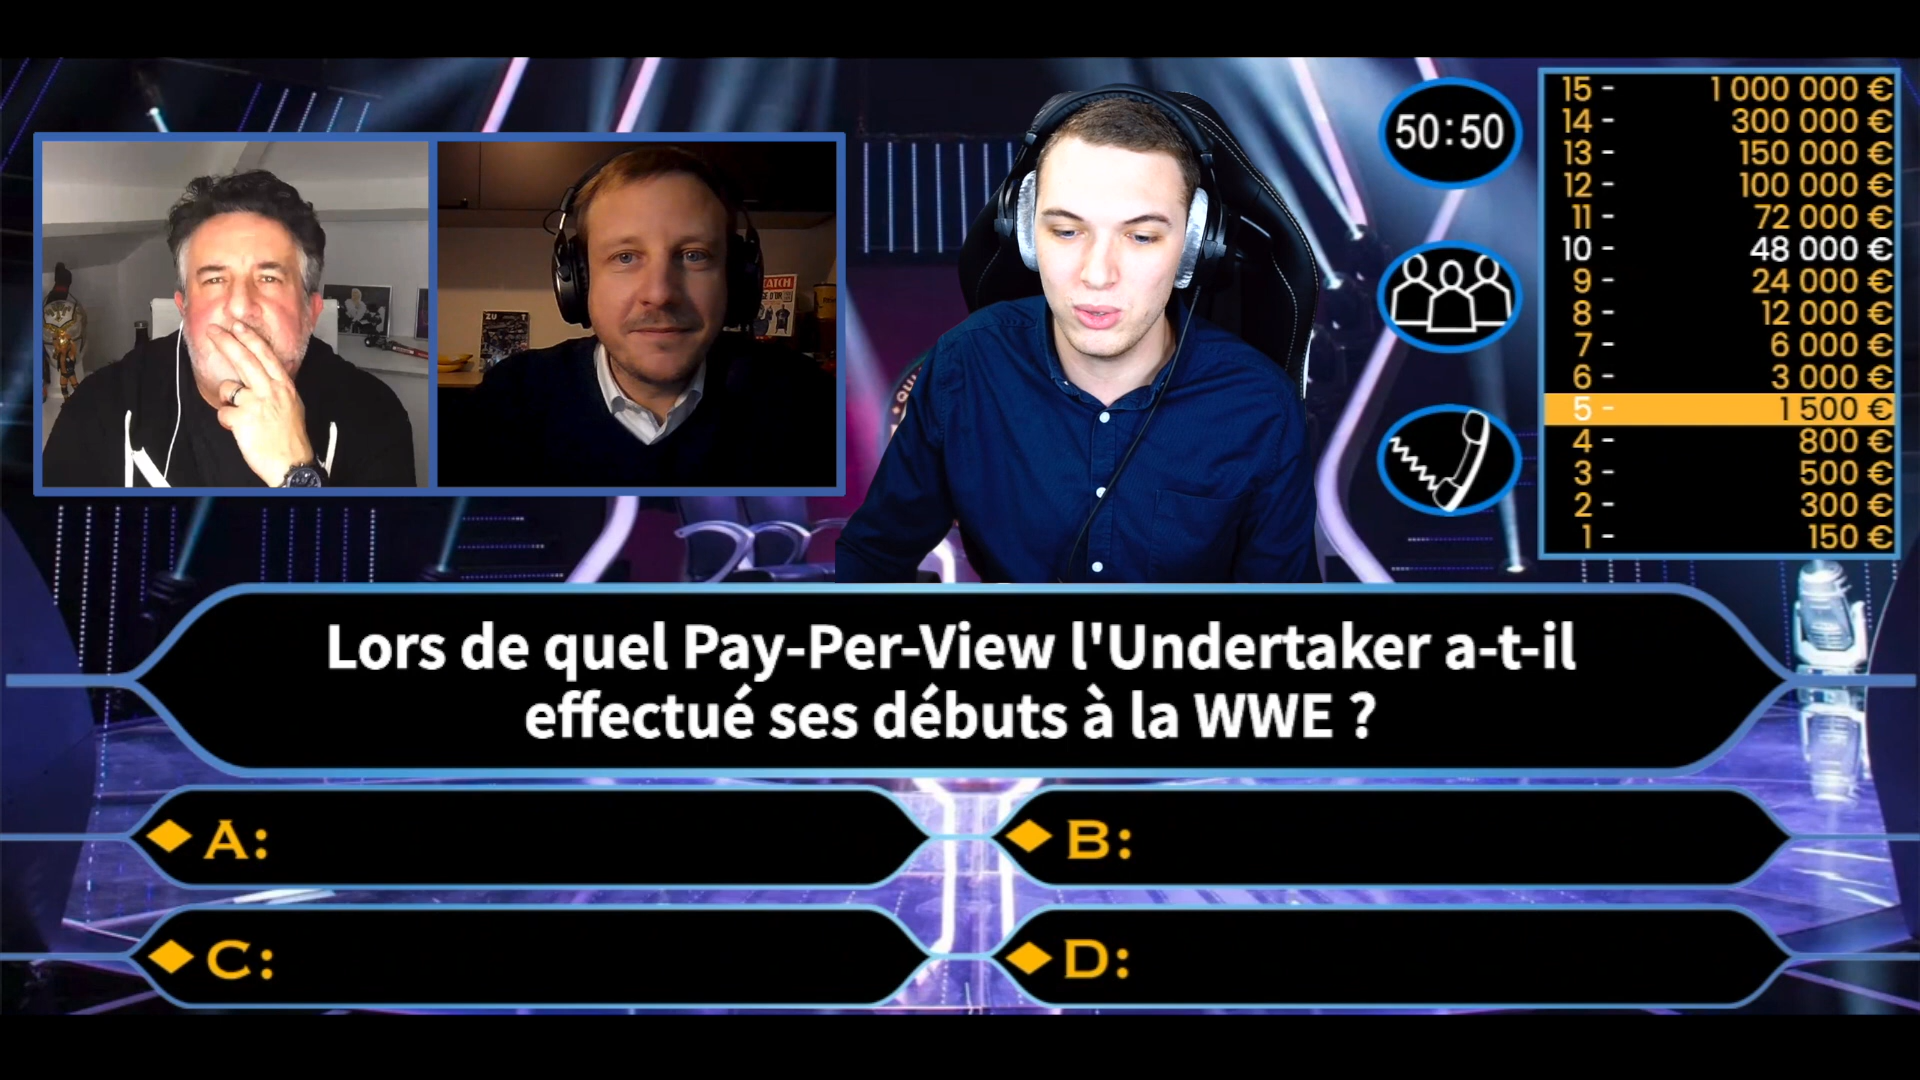 50:50
15 - 1 000 000 €
14 - 300 000 €
13 - 150 000 €
12 - 100 000 €
11 - 72 000 €
10 - 48 000 €
9 - 24 000 €
8 - 12 000 €
7 - 6 000 €
6 - 3 000 €
5 - 1 500 €
4 - 800 €
3 - 500 €
2 - 300 €
1 - 150 €
CATCH
Lors de quel Pay-Per-View l'Undertaker a-t-il
effectué ses débuts à la WWE ?
A:
B:
C:
D: